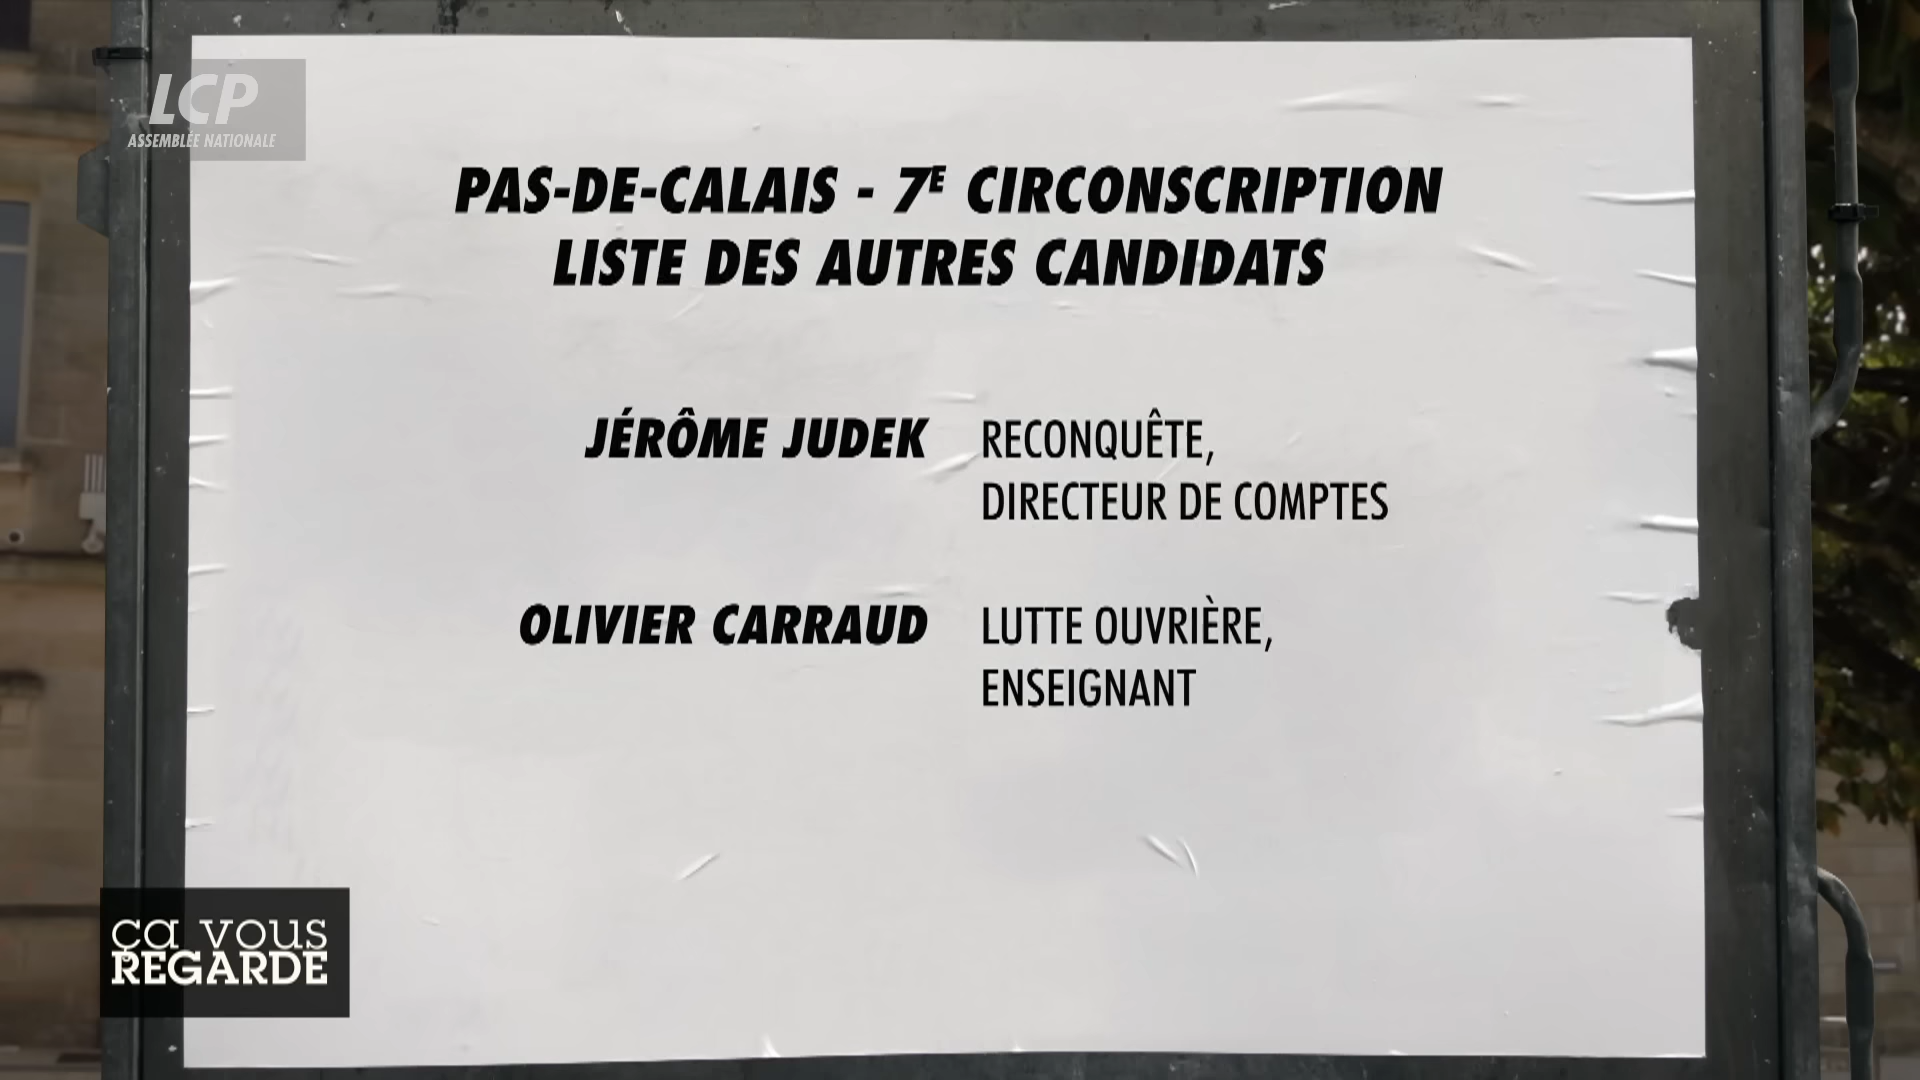 LCP
ASSEMBLÉE NATIONALE
PAS-DE-CALAIS - 7E CIRCONSCRIPTION
LISTE DES AUTRES CANDIDATS
JÉRÔME JUDEK RECONQUÊTE,
DIRECTEUR DE COMPTES
OLIVIER CARRAUD LUTTE OUVRIÈRE,
ENSEIGNANT
ça vous
REGARDE